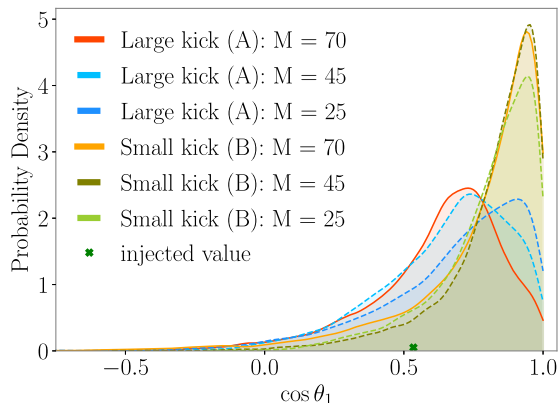 5
4
3
2
1
0
Probability Density
Large kick (A): M = 70
Large kick (A): M = 45
Large kick (A): M = 25
Small kick (B): M = 70
Small kick (B): M = 45
Small kick (B): M = 25
injected value
−0.5 0.0 0.5 1.0
cos θ₁